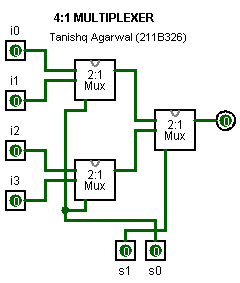 4:1 MULTIPLEXER
Tanishq Agarwal (211B326)
i0
i1
2:1
Mux
2:1
Mux
0
i2
i3
2:1
Mux
0
0
0
0
0
0
s1 s0